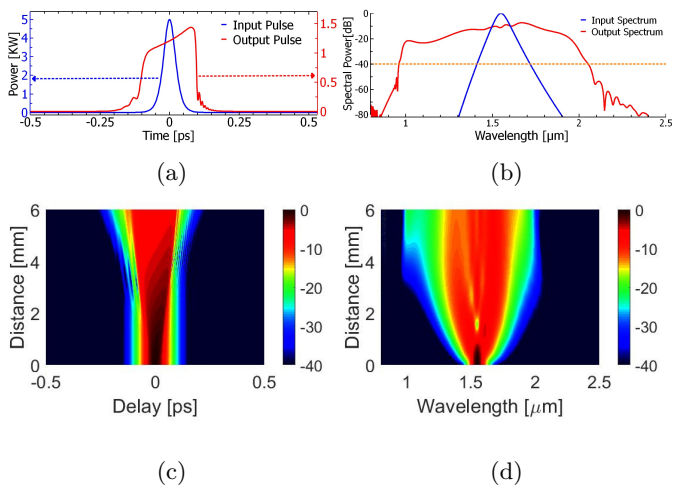 Input Pulse
Output Pulse
Power [KW]
5
4
3
2
1
0
1.5
1.0
0.5
0
-0.5 -0.25 0 0.25 0.5
Time [ps]
(a)
Input Spectrum
Output Spectrum
Spectral Power[dB]
0
-20
-40
-60
-80
1 1.5 2 2.5
Wavelength [μm]
(b)
Distance [mm]
6
4
2
0
-0.5 0 0.5
Delay [ps]
0
-10
-20
-30
-40
(c)
Distance [mm]
6
4
2
0
1 1.5 2 2.5
Wavelength [μm]
0
-10
-20
-30
-40
(d)